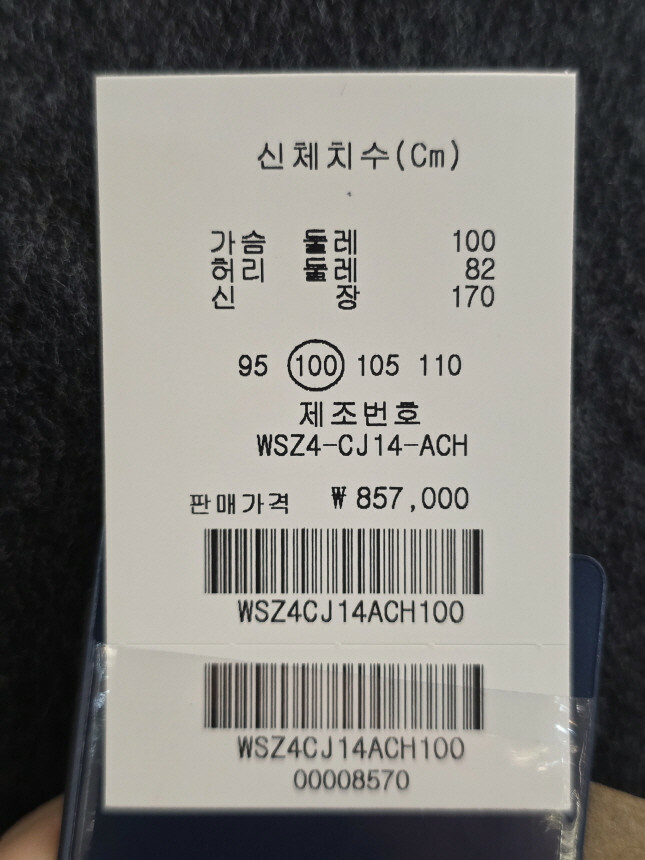 신체치수(Cm)
가슴 둘레 100
허리 둘레 82
신 장 170
95 100 105 110
제조번호
WSZ4-CJ14-ACH
판매가격 ₩857,000
WSZ4CJ14ACH100
WSZ4CJ14ACH100
00008570